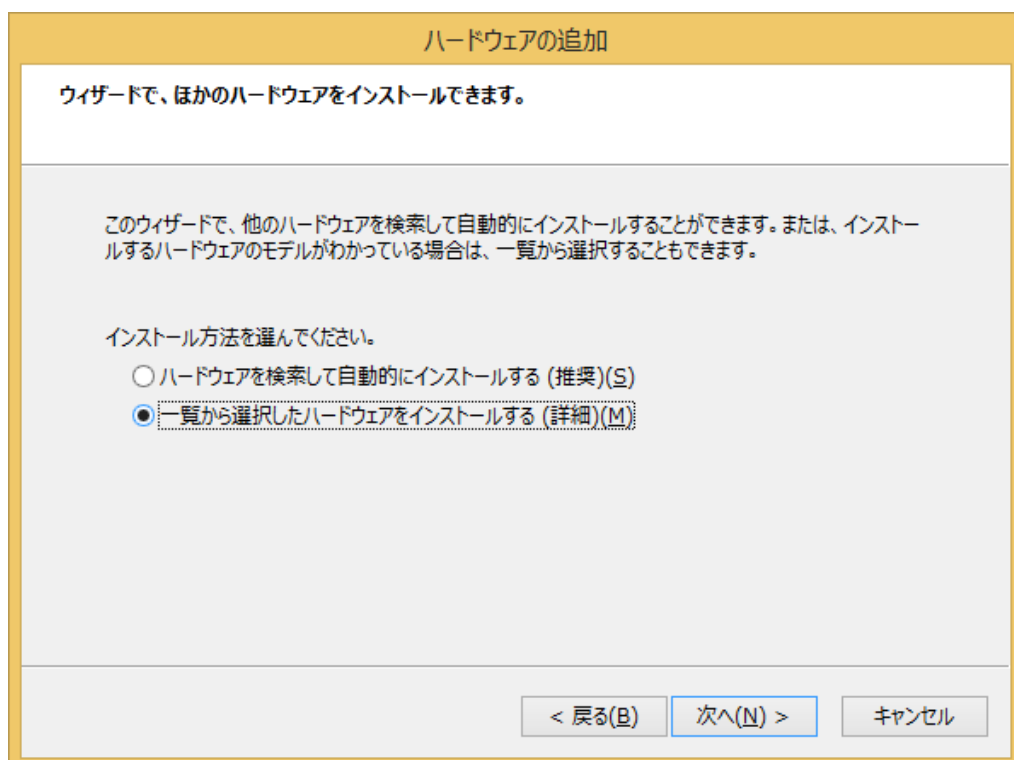 ハードウェアの追加
ウィザードで、ほかのハードウェアをインストールできます。
このウィザードで、他のハードウェアを検索して自動的にインストールすることができます。または、インストー
ルするハードウェアのモデルがわかっている場合は、一覧から選択することもできます。
インストール方法を選んでください。
ハードウェアを検索して自動的にインストールする (推奨)(S)
一覧から選択したハードウェアをインストールする (詳細)(M)
< 戻る(B) 次へ(N) > キャンセル